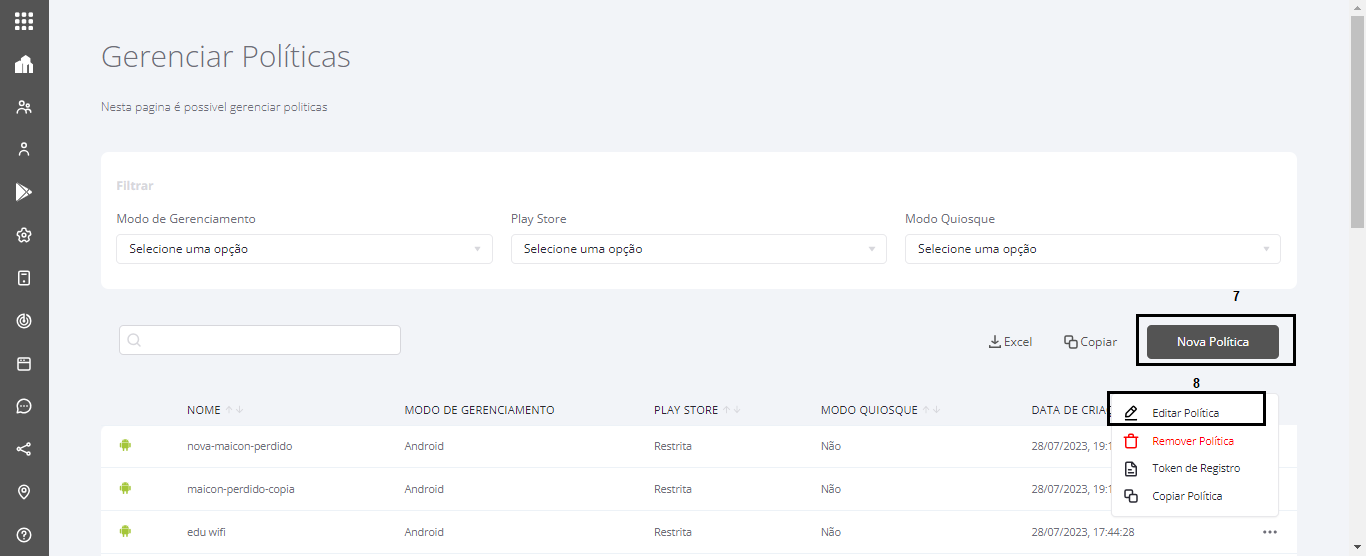 Gerenciar Políticas
Nesta pagina é possivel gerenciar politicas
Filtrar
Modo de Gerenciamento Play Store Modo Quiosque
Selecione uma opção Selecione uma opção Selecione uma opção
7
Excel Copiar Nova Política
8
NOME MODO DE GERENCIAMENTO PLAY STORE MODO QUIOSQUE DATA DE CRIAÇ
Editar Política
nova-maicon-perdido Android Restrita Não 28/07/2023, 19:1
Remover Política
Token de Registro
maicon-perdido-copia Android Restrita Não 28/07/2023, 19:1
Copiar Política
edu wifi Android Restrita Não 28/07/2023, 17:44:28